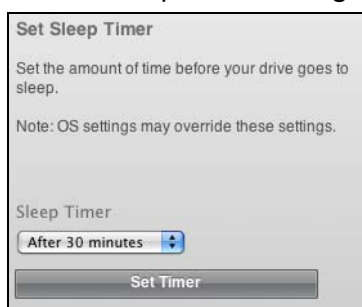 Set Sleep Timer
Set the amount of time before your drive goes to
sleep.
Note: OS settings may override these settings.
Sleep Timer
After 30 minutes
Set Timer